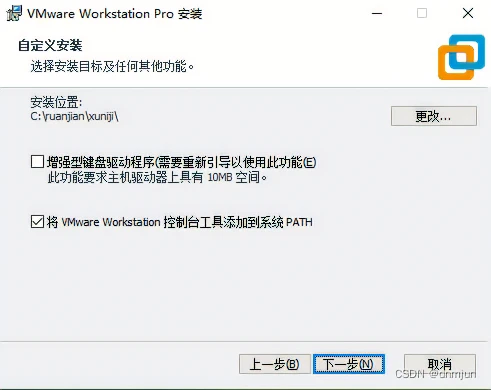 VMware Workstation Pro 安装
自定义安装
选择安装目标及任何其他功能。
安装位置:
C:\ruanjian\xuniji\
更改...
增强型键盘驱动程序(需要重新引导以使用此功能(E)
此功能要求主机驱动器上具有 10MB 空间。
将 VMware Workstation 控制台工具添加到系统 PATH
上一步(B) 下一步(N) 取消
CSDN @dnmjun